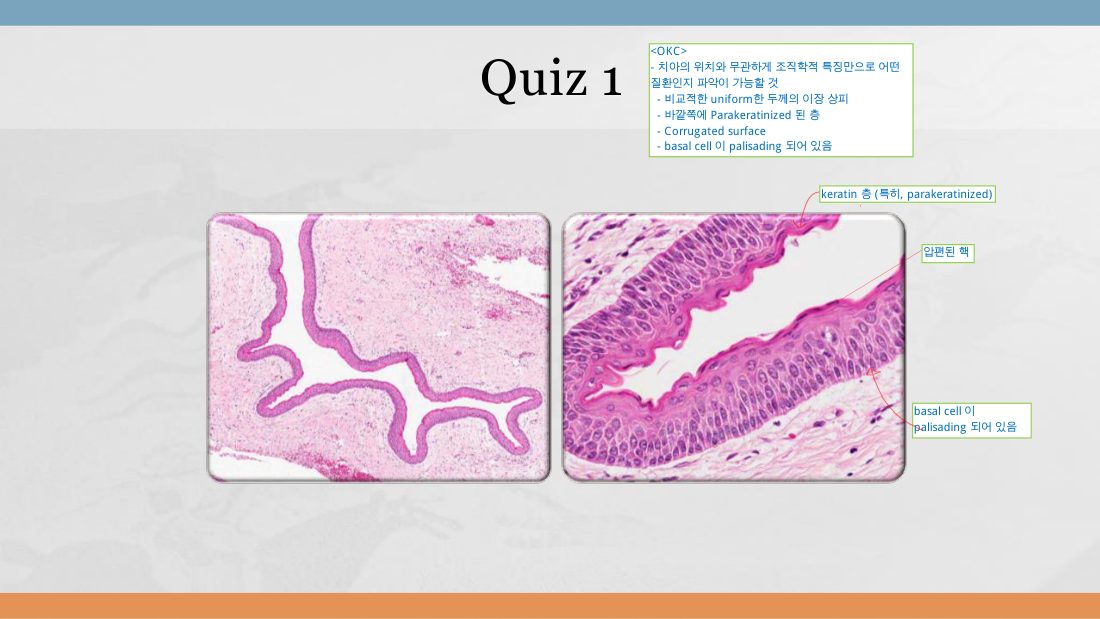 Quiz 1
<OKC>
- 치아의 위치와 무관하게 조직학적 특징만으로 어떤
질환인지 파악이 가능할 것
- 비교적한 uniform한 두께의 이장 상피
- 바깥쪽에 Parakeratinized 된 층
- Corrugated surface
- basal cell 이 palisading 되어 있음
keratin 층 (특히, parakeratinized)
압편된 핵
basal cell 이
palisading 되어 있음